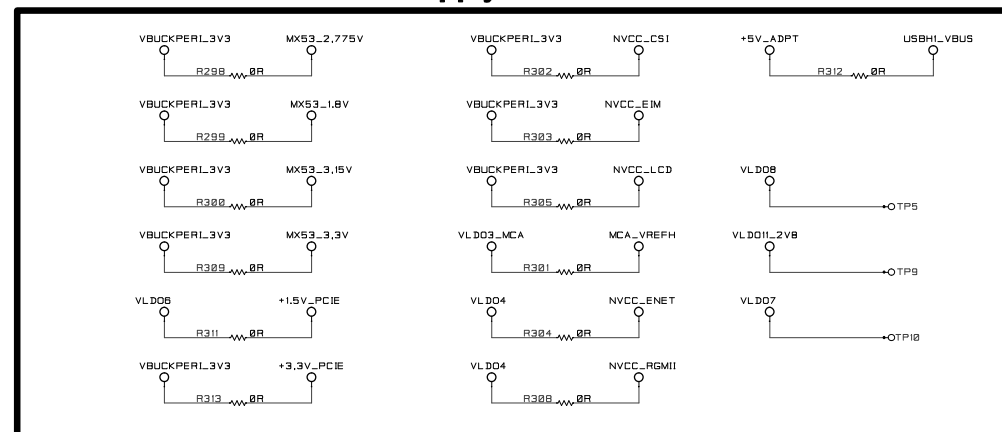 VBUCKPERI_3V3 MX53_2,775V VBUCKPERI_3V3 NVCC_CSI +5V_ADPT USBH1_VBUS
R298 0R R302 0R R312 0R
VBUCKPERI_3V3 MX53_1.8V VBUCKPERI_3V3 NVCC_EIM
R299 0R R303 0R
VBUCKPERI_3V3 MX53_3,15V VBUCKPERI_3V3 NVCC_LCD VLDO8
R300 0R R305 0R TP5
VBUCKPERI_3V3 MX53_3,3V VLDO3_MCA MCA_VREFH VLDO11_2V8
R309 0R R301 0R TP9
VLDO6 +1.5V_PCIE VLDO4 NVCC_ENET VLDO7
R311 0R R304 0R TP10
VBUCKPERI_3V3 +3,3V_PCIE VLDO4 NVCC_RGMII
R313 0R R308 0R